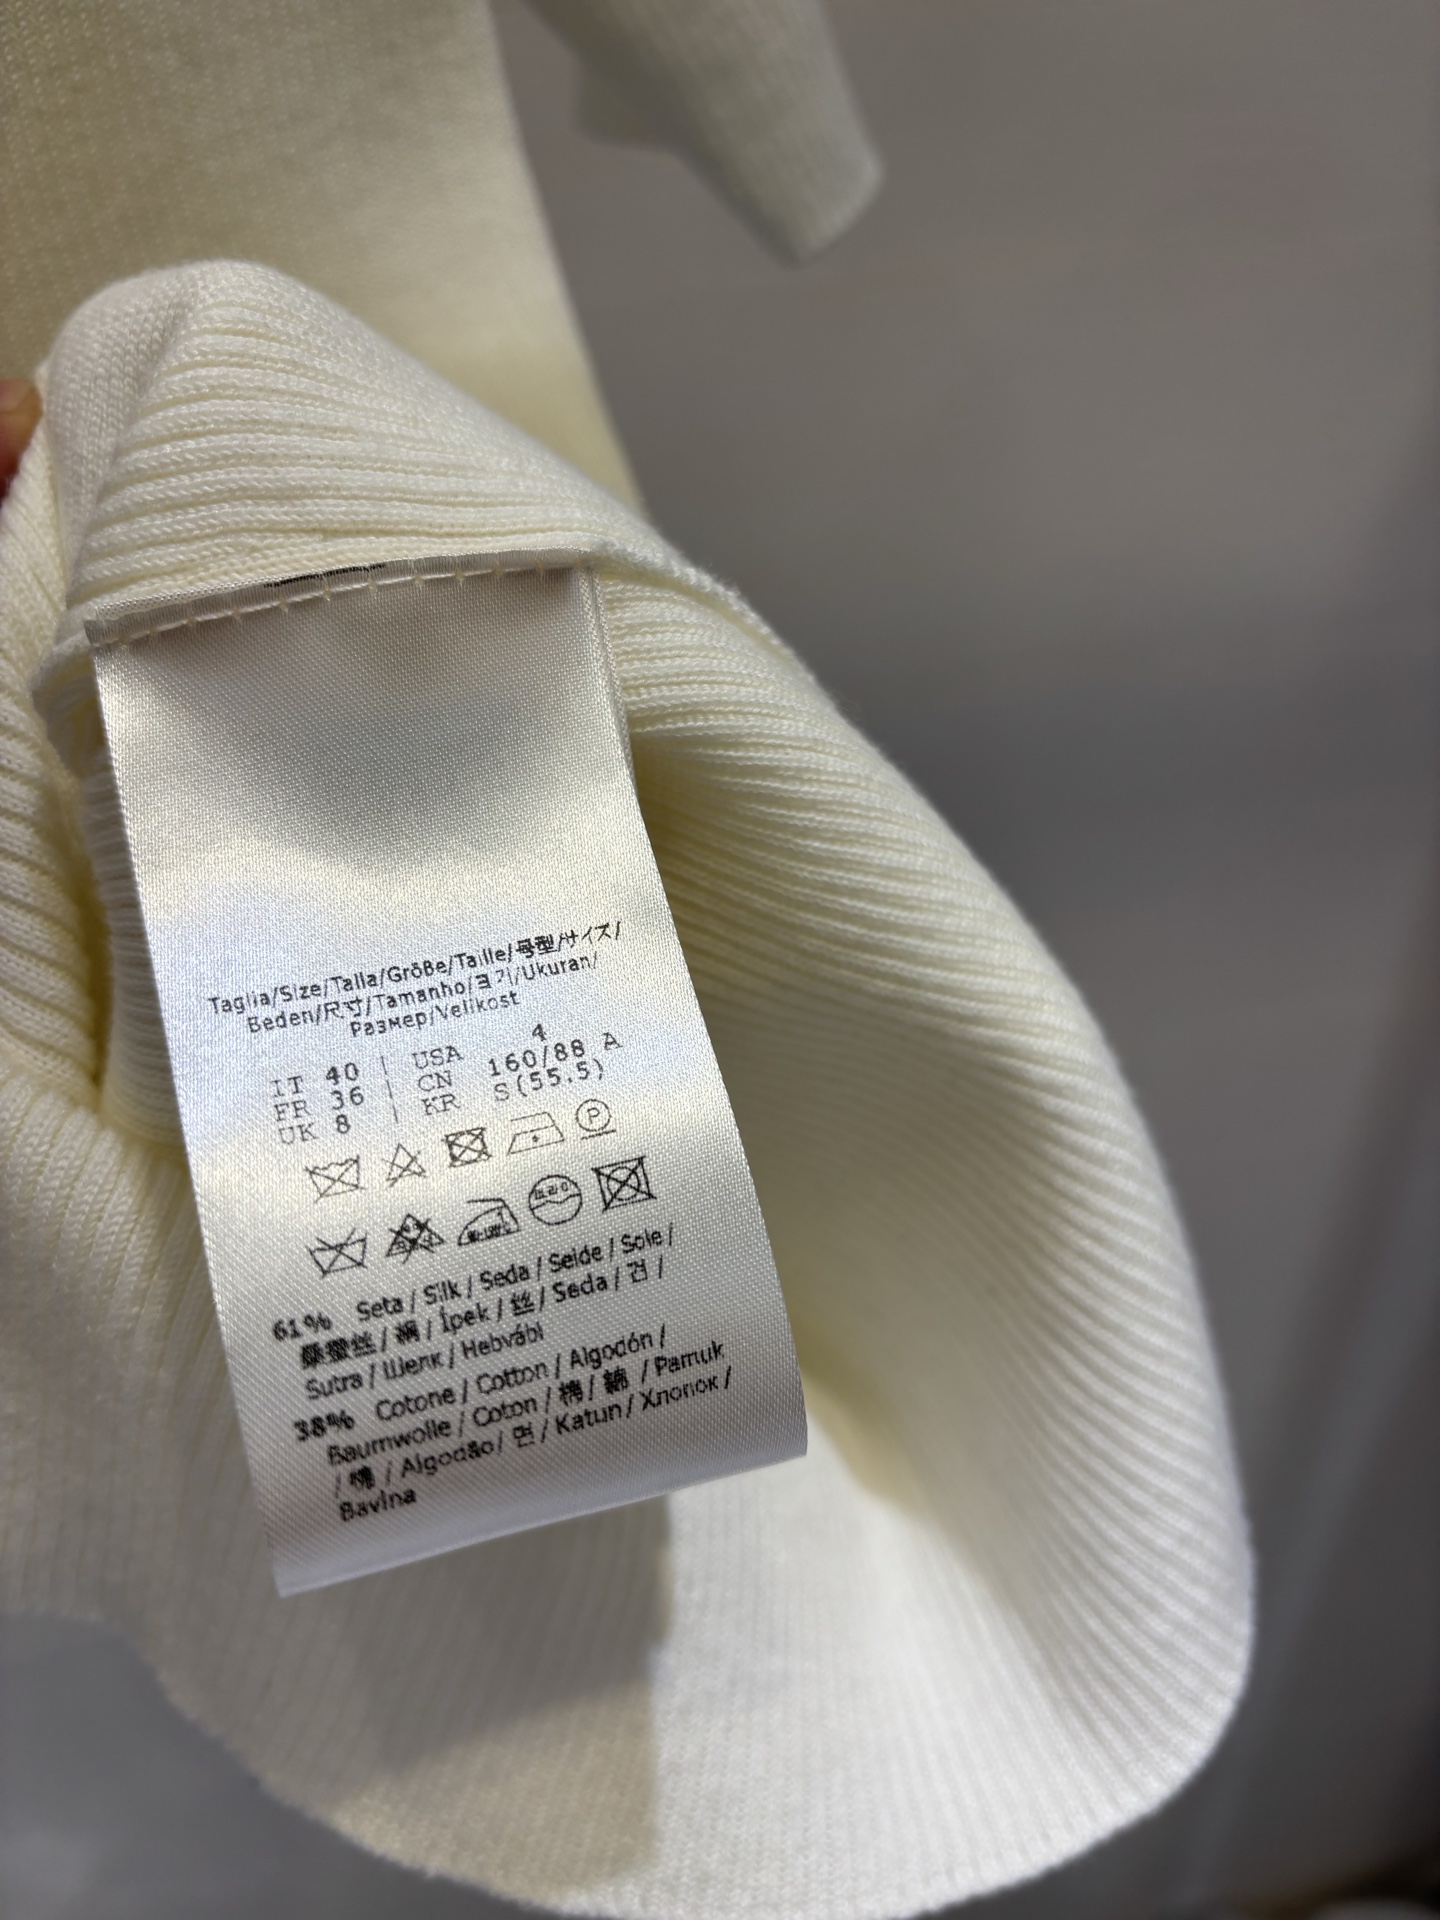 Taglia/Size/Talla/Größe/Taille/号型/サイズ/
Beden/尺寸/Tamanho/크기/Ukuran/
Размер/Velikost
IT 40 | USA 4
FR 36 | CN 160/88 A
UK 8 | KR S(55.5)
P
61% Seta / Silk / Seda / Seide / Soie /
桑蚕丝 / 絹 / İpek / 丝 / Seda / 견 /
Sutra / Шелк / Hebvábí
38% Cotone / Cotton / Algodón /
Baumwolle / Coton / 棉 / 綿 / Pamuk
/ 棉 / Algodão / 면 / Katun / Хлопок /
Bavlna